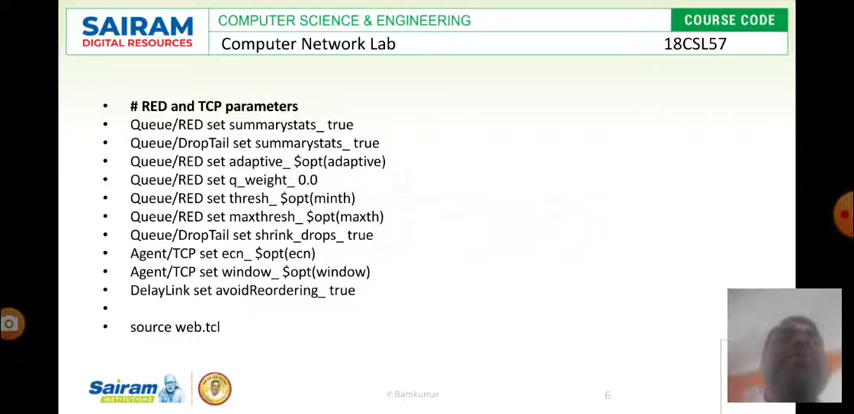 SAIRAM
DIGITAL RESOURCES
COMPUTER SCIENCE & ENGINEERING
COURSE CODE
Computer Network Lab
18CSL57
• # RED and TCP parameters
• Queue/RED set summarystats_ true
• Queue/DropTail set summarystats_ true
• Queue/RED set adaptive_ $opt(adaptive)
• Queue/RED set q_weight_ 0.0
• Queue/RED set thresh_ $opt(minth)
• Queue/RED set maxthresh_ $opt(maxth)
• Queue/DropTail set shrink_drops_ true
• Agent/TCP set ecn_ $opt(ecn)
• Agent/TCP set window_ $opt(window)
• DelayLink set avoidReordering_ true
•
• source web.tcl
Sairam
INSTITUTIONS
P.Bamkumar
6